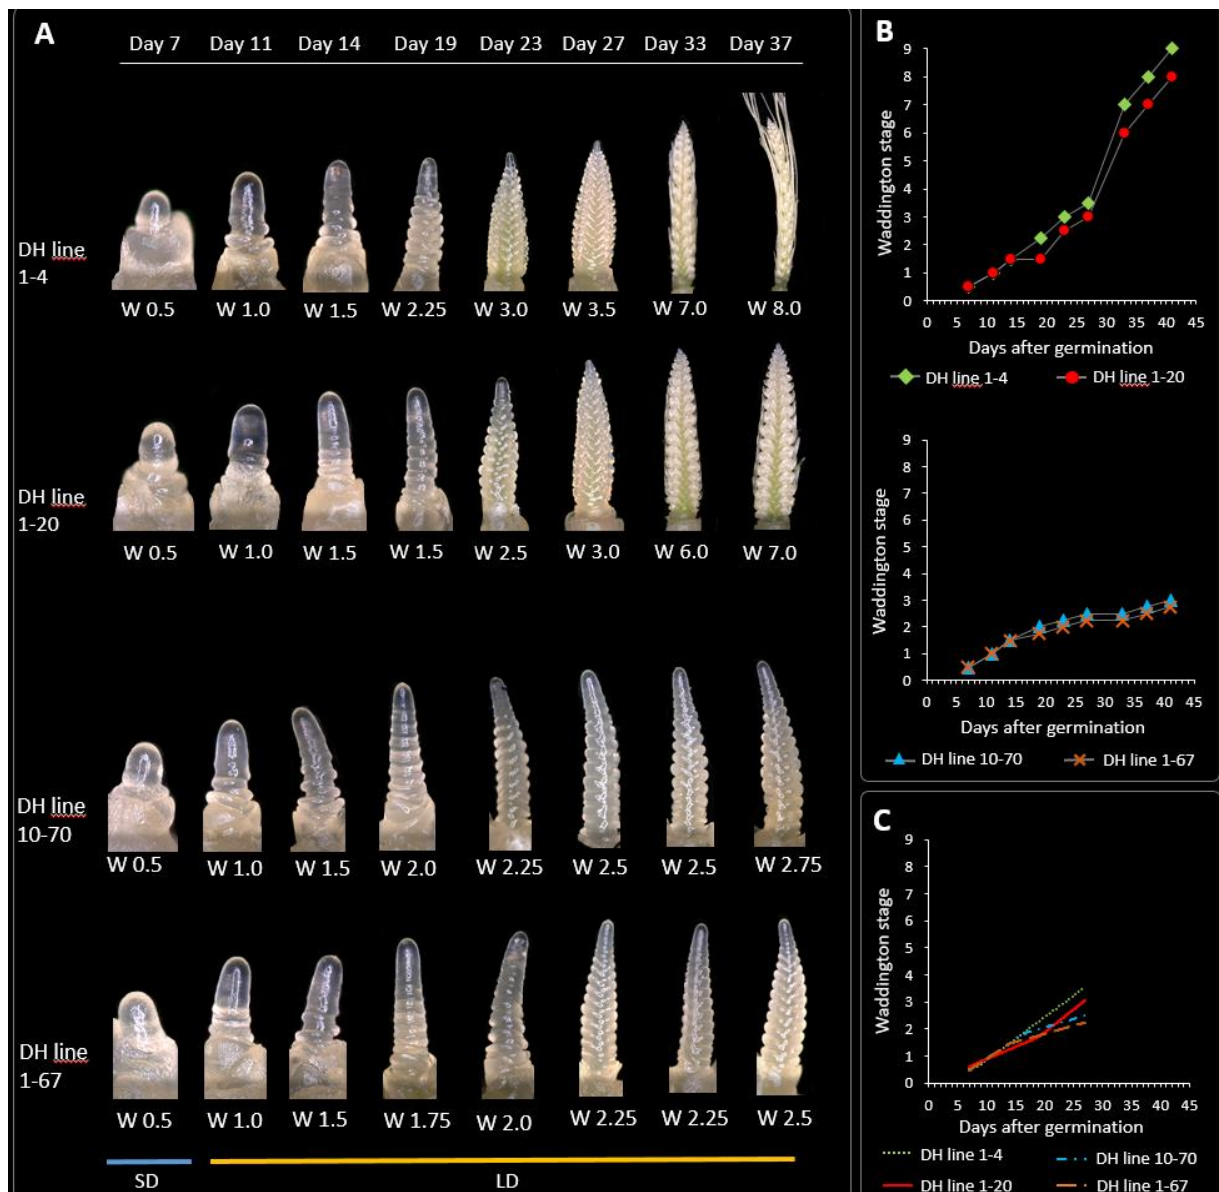 A
Day 7 Day 11 Day 14 Day 19 Day 23 Day 27 Day 33 Day 37
DH line
1-4
W 0.5 W 1.0 W 1.5 W 2.25 W 3.0 W 3.5 W 7.0 W 8.0
DH line
1-20
W 0.5 W 1.0 W 1.5 W 1.5 W 2.5 W 3.0 W 6.0 W 7.0
DH line
10-70
W 0.5 W 1.0 W 1.5 W 2.0 W 2.25 W 2.5 W 2.5 W 2.75
DH line
1-67
W 0.5 W 1.0 W 1.5 W 1.75 W 2.0 W 2.25 W 2.25 W 2.5
SD LD
B
Waddington stage
9
8
7
6
5
4
3
2
1
0
0 5 10 15 20 25 30 35 40 45
Days after germination
DH line 1-4 DH line 1-20
Waddington stage
9
8
7
6
5
4
3
2
1
0
0 5 10 15 20 25 30 35 40 45
Days after germination
DH line 10-70 DH line 1-67
C
Waddington stage
9
8
7
6
5
4
3
2
1
0
0 5 10 15 20 25 30 35 40 45
Days after germination
DH line 1-4 DH line 10-70
DH line 1-20 DH line 1-67